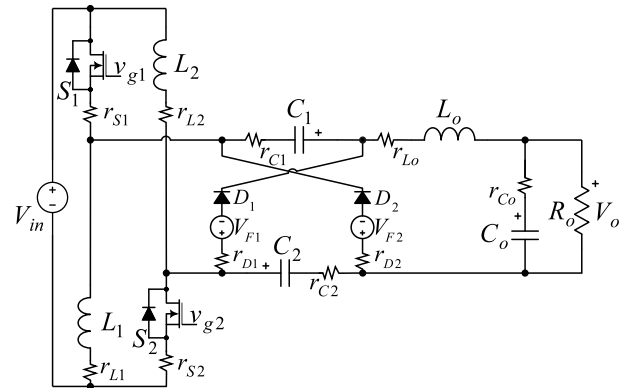 S1
vg1
L2
rS1
rL2
C1
Lo
rC1
rLo
Vin
D1
D2
rCo
Ro
Vo
VF1
C2
VF2
Co
rD1
rD2
rC2
L1
S2
vg2
rL1
rS2